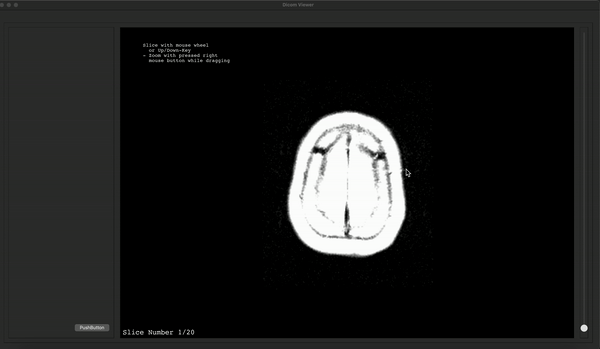 Dicom Viewer
Slice with mouse wheel
or Up/Down-Key
- Zoom with pressed right
mouse button while dragging
PushButton
Slice Number 1/20